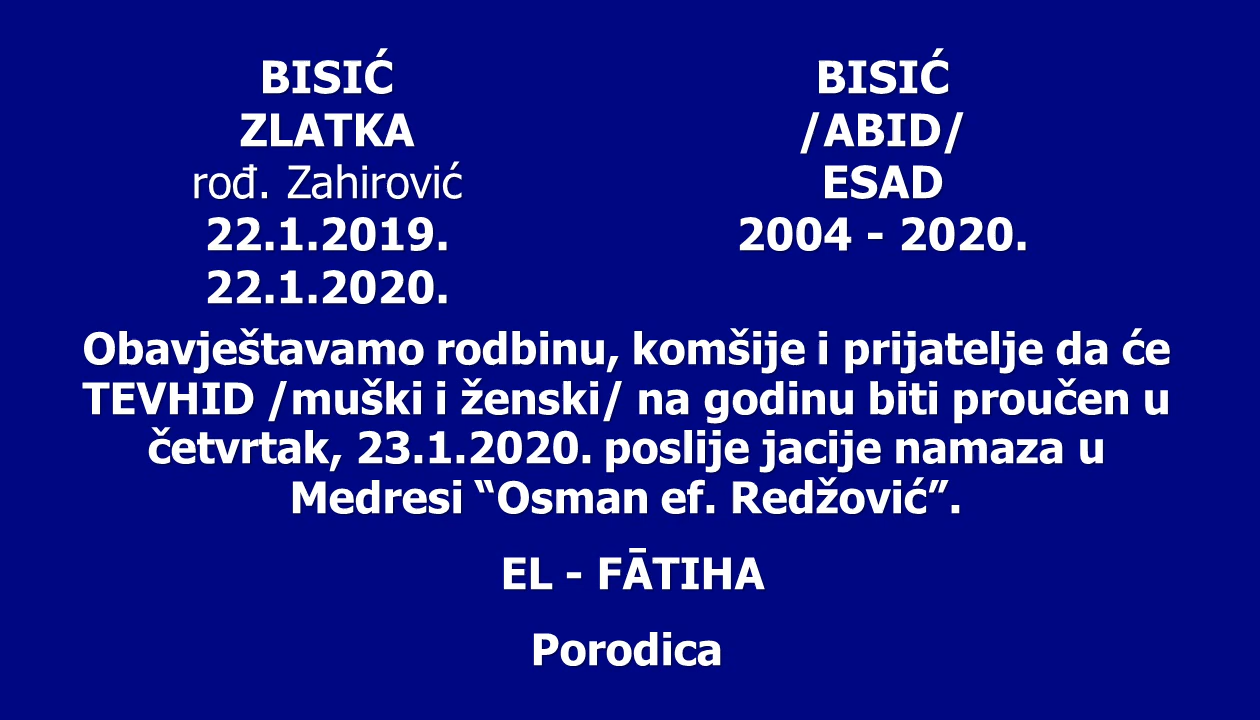 BISIĆ
ZLATKA
rođ. Zahirović
22.1.2019.
22.1.2020.
BISIĆ
/ABID/
ESAD
2004 - 2020.
Obavještavamo rodbinu, komšije i prijatelje da će
TEVHID /muški i ženski/ na godinu biti proučen u
četvrtak, 23.1.2020. poslije jacije namaza u
Medresi “Osman ef. Redžović”.
EL - FĀTIHA
Porodica